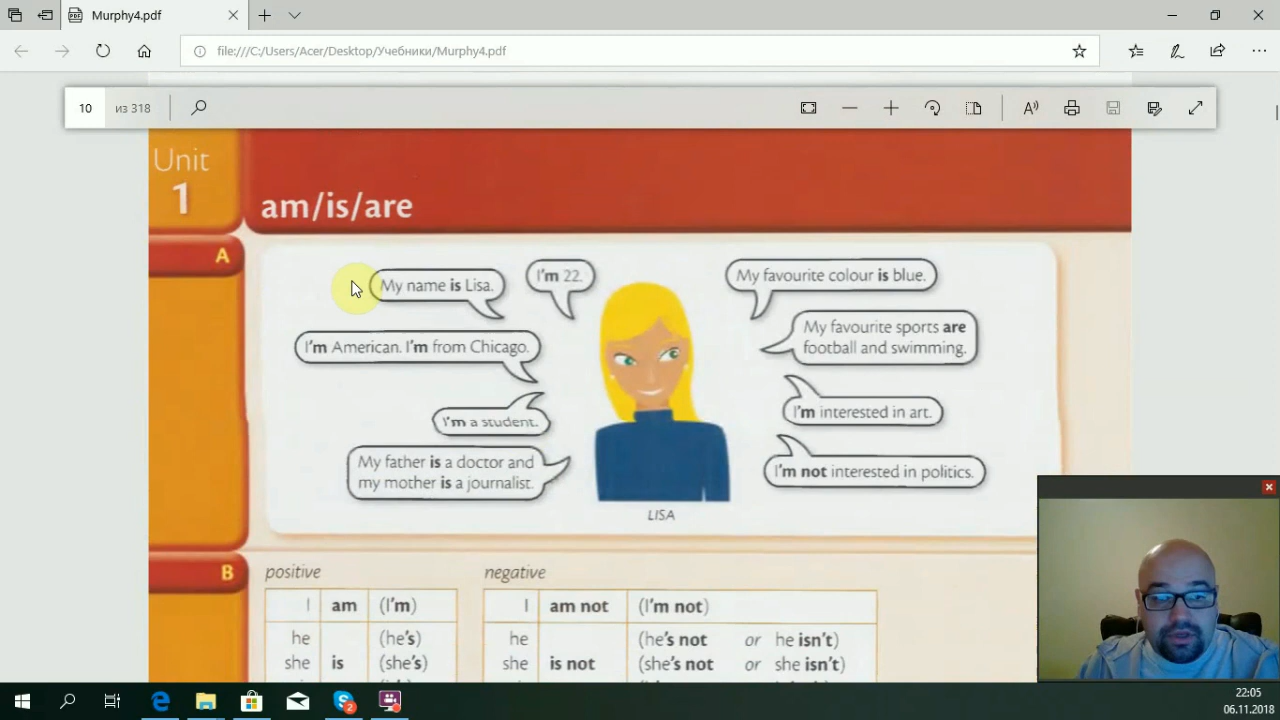 Murphy4.pdf
file:///C:/Users/Acer/Desktop/Учебники/Murphy4.pdf
10 из 318
Unit
1
am/is/are
A
My name is Lisa.
I'm 22.
My favourite colour is blue.
I'm American. I'm from Chicago.
My favourite sports are
football and swimming.
I'm a student.
I'm interested in art.
My father is a doctor and
my mother is a journalist.
I'm not interested in politics.
LISA
B
positive
negative
I am (I'm)
I am not (I'm not)
he (he's)
he (he's not or he isn't)
she is (she's)
she is not (she's not or she isn't)
22:05
06.11.2018